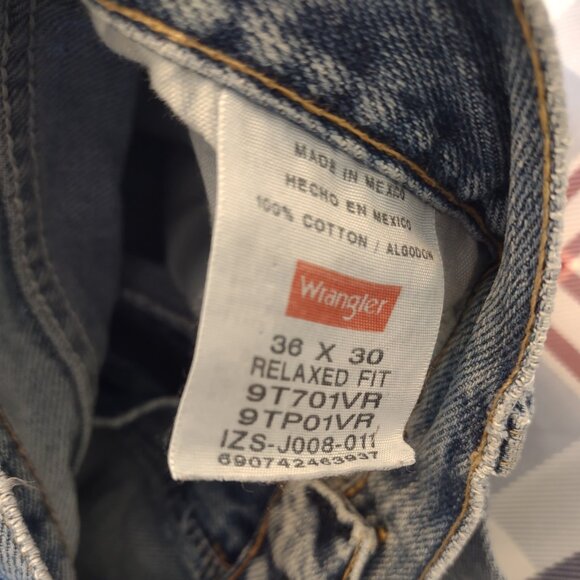 MADE IN MEXICO
HECHO EN MEXICO
100% COTTON / ALGODON
Wrangler
36 X 30
RELAXED FIT
9T701VR
9TP01VR
IZS-J008-011
690742463937